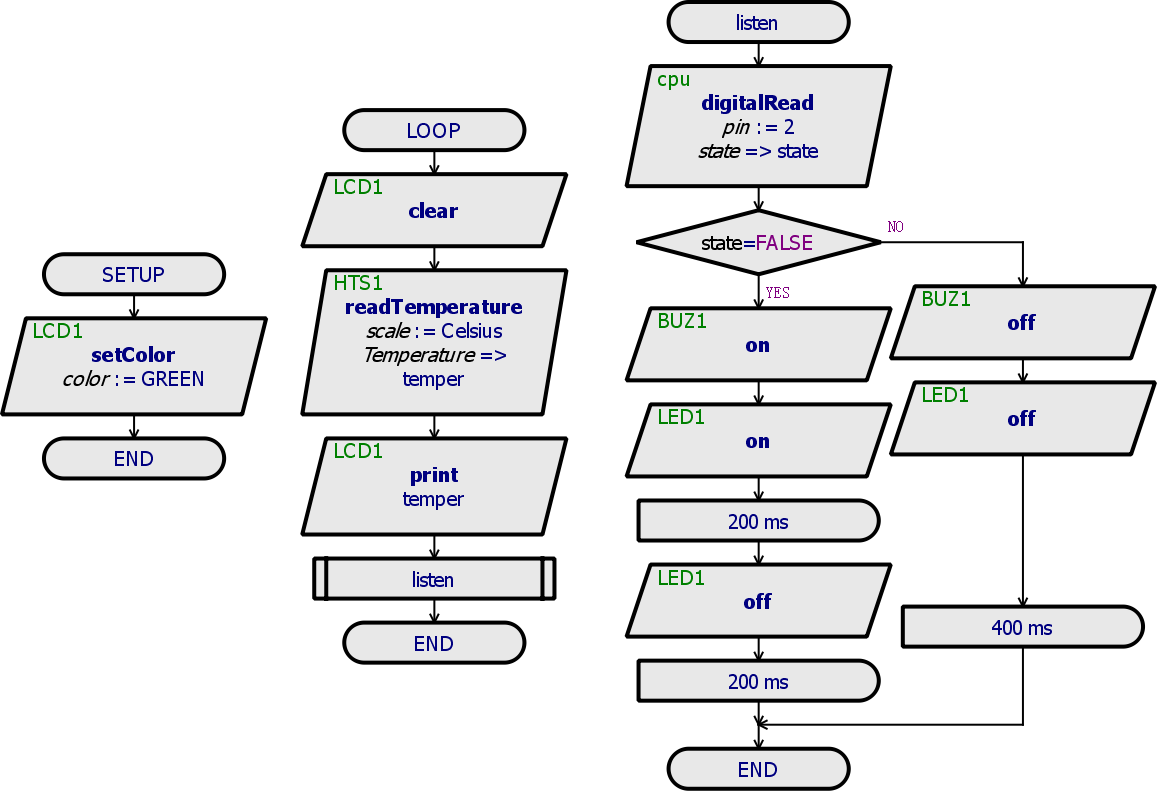 SETUP
LCD1
setColor
color := GREEN
END
LOOP
LCD1
clear
HTS1
readTemperature
scale := Celsius
Temperature =>
temper
LCD1
print
temper
listen
END
listen
cpu
digitalRead
pin := 2
state => state
state=FALSE
NO
YES
BUZ1
on
LED1
on
200 ms
LED1
off
200 ms
BUZ1
off
LED1
off
400 ms
END